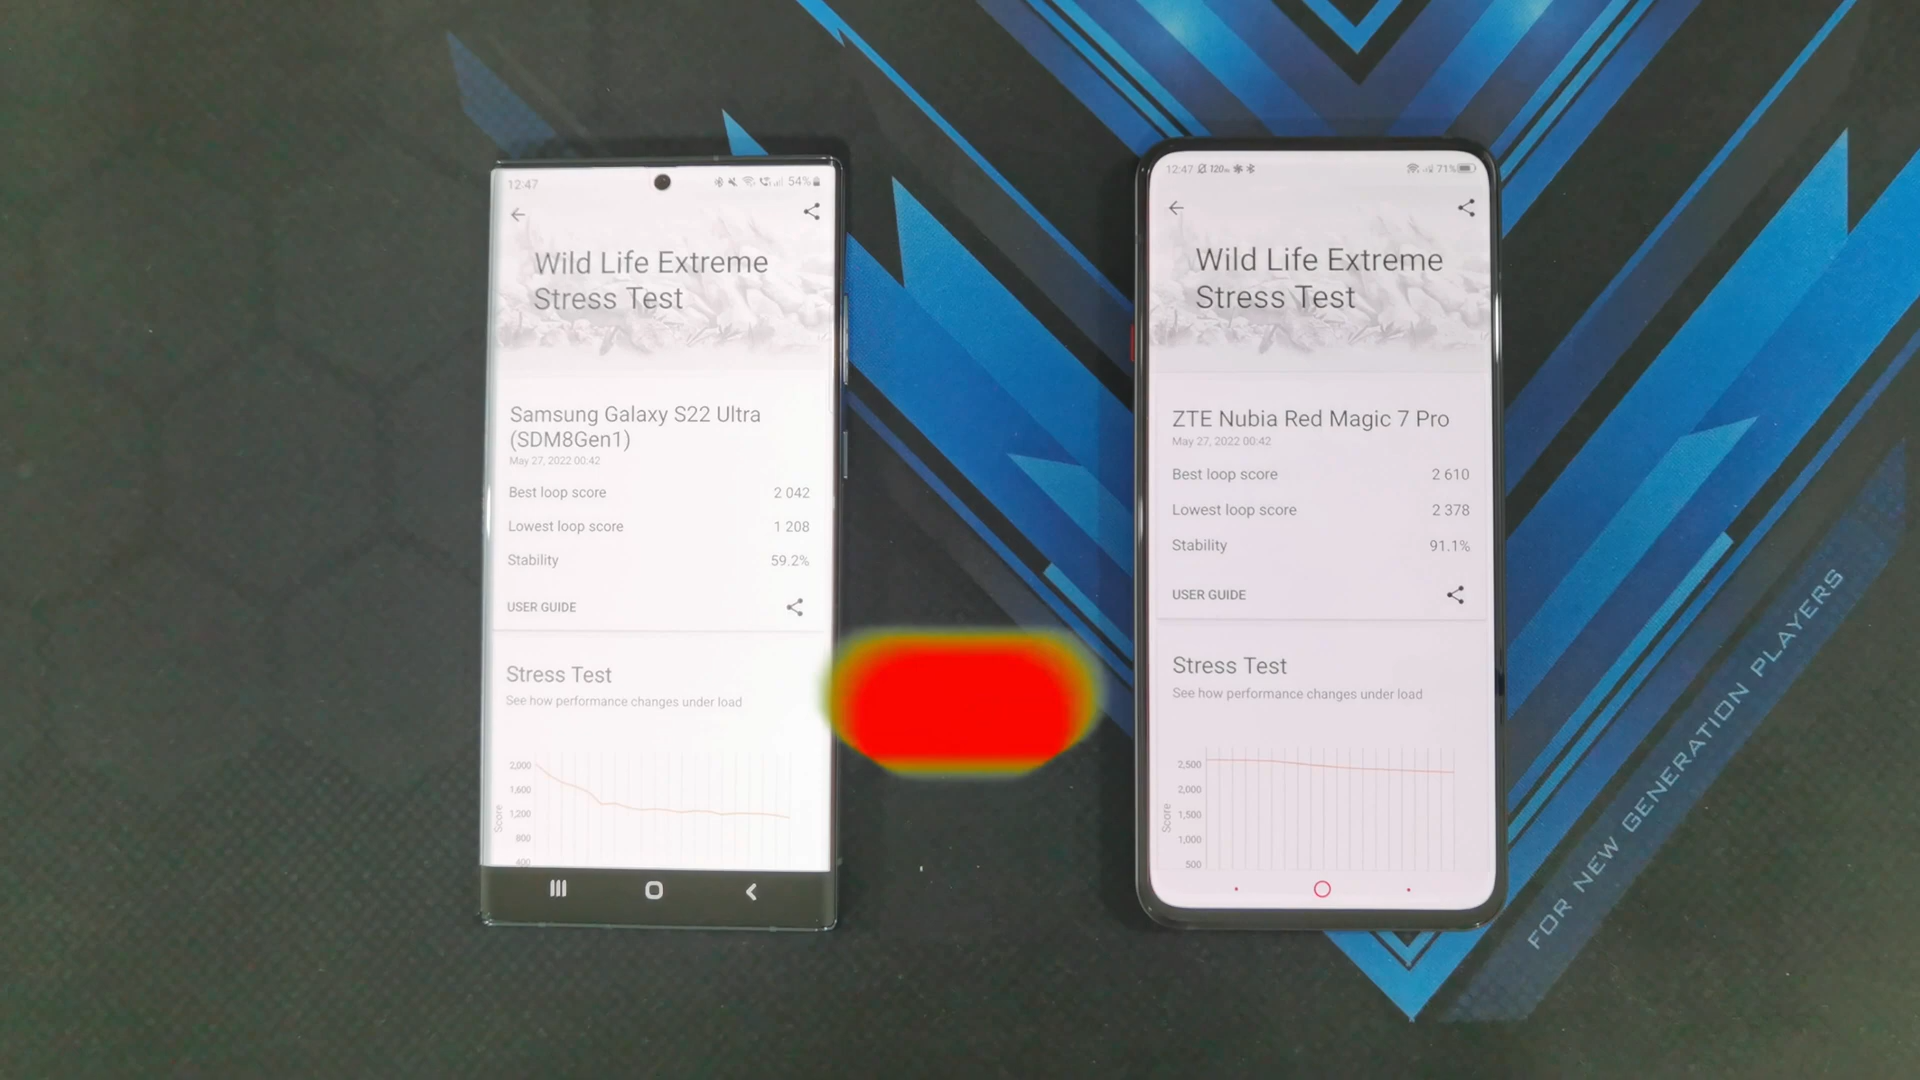 12:47
54%
Wild Life Extreme
Stress Test
Samsung Galaxy S22 Ultra
(SDM8Gen1)
May 27, 2022 00:42
Best loop score 2 042
Lowest loop score 1 208
Stability 59.2%
USER GUIDE
Stress Test
See how performance changes under load
2,000
1,600
1,200
800
400
Score
12:47 120
71%
Wild Life Extreme
Stress Test
ZTE Nubia Red Magic 7 Pro
May 27, 2022 00:42
Best loop score 2 610
Lowest loop score 2 378
Stability 91.1%
USER GUIDE
Stress Test
See how performance changes under load
2,500
2,000
1,500
1,000
500
Score
FOR NEW GENERATION PLAYERS